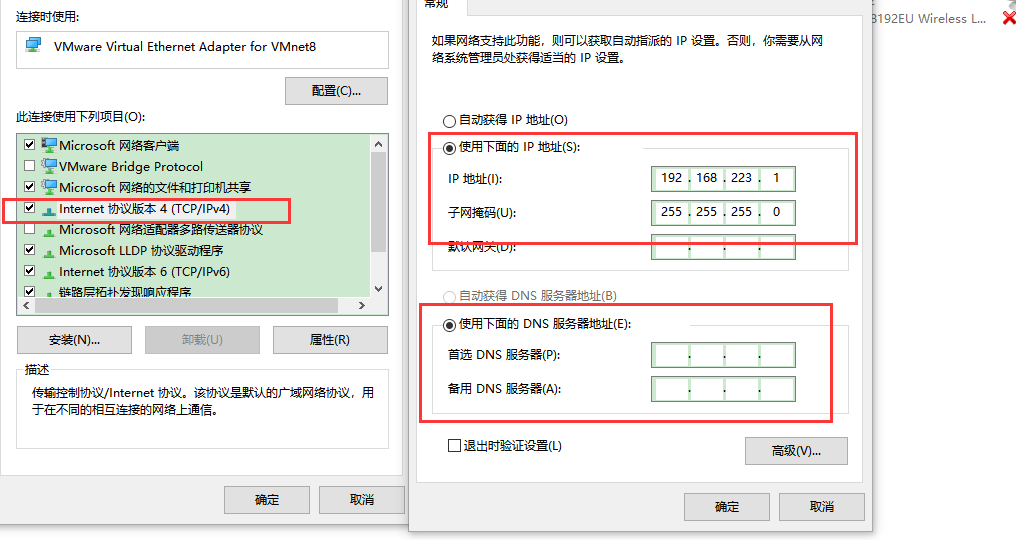 连接时使用:
VMware Virtual Ethernet Adapter for VMnet8
配置(C)...
此连接使用下列项目(O):
Microsoft 网络客户端
VMware Bridge Protocol
Microsoft 网络的文件和打印机共享
Internet 协议版本 4 (TCP/IPv4)
Microsoft 网络适配器多路传送器协议
Microsoft LLDP 协议驱动程序
Internet 协议版本 6 (TCP/IPv6)
链路层拓扑发现响应程序
安装(N)...
卸载(U)
属性(R)
描述
传输控制协议/Internet 协议。该协议是默认的广域网络协议，用
于在不同的相互连接的网络上通信。
确定
取消
常规
如果网络支持此功能，则可以获取自动指派的 IP 设置。否则，你需要从网
络系统管理员处获得适当的 IP 设置。
自动获得 IP 地址(O)
使用下面的 IP 地址(S):
IP 地址(I):
192 . 168 . 223 . 1
子网掩码(U):
255 . 255 . 255 . 0
默认网关(D):
. . .
自动获得 DNS 服务器地址(B)
使用下面的 DNS 服务器地址(E):
首选 DNS 服务器(P):
. . .
备用 DNS 服务器(A):
. . .
退出时验证设置(L)
高级(V)...
确定
取消
8192EU Wireless L...